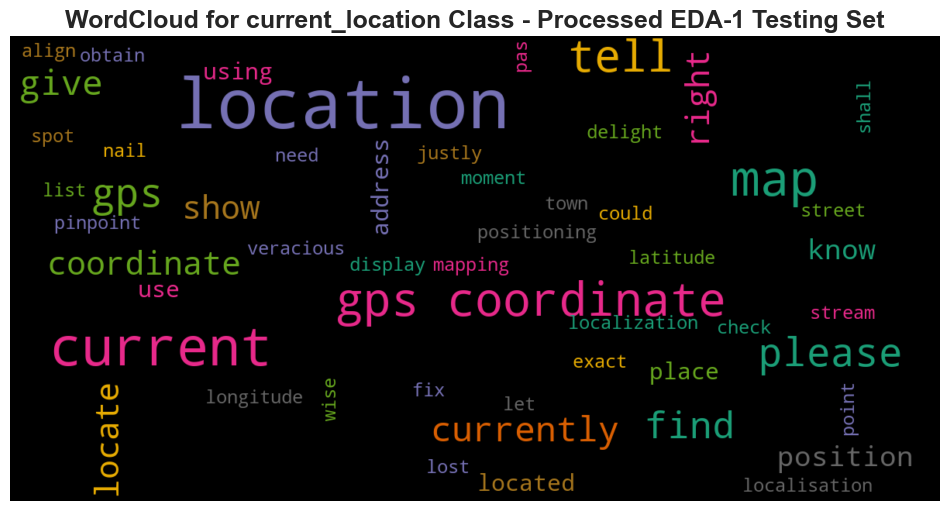 WordCloud for current_location Class - Processed EDA-1 Testing Set
align
obtain
using
pas
tell
right
shall
give
location
spot
nail
need
address
justly
delight
moment
map
list
gps
show
town
could
street
pinpoint
positioning
veracious
know
coordinate
display
mapping
latitude
use
gps coordinate
localization
check
stream
current
exact
please
place
locate
longitude
wise
fix
let
point
currently
find
lost
located
position
localisation